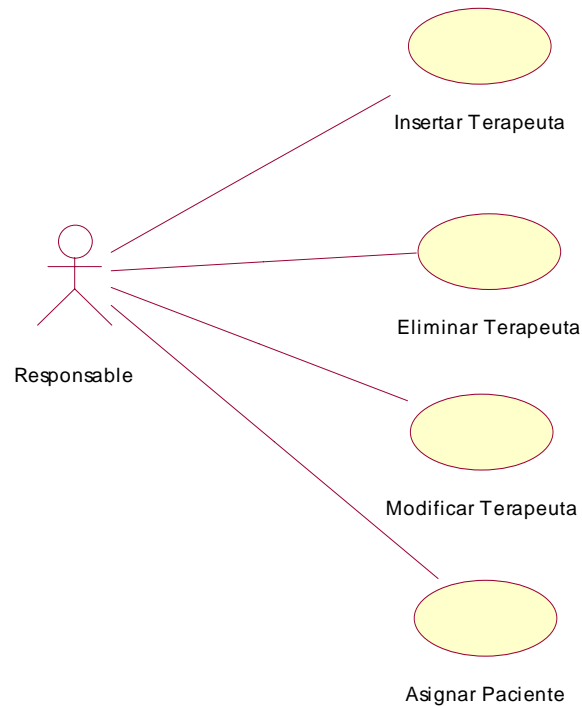 Insertar Terapeuta
Eliminar Terapeuta
Responsable
Modificar Terapeuta
Asignar Paciente